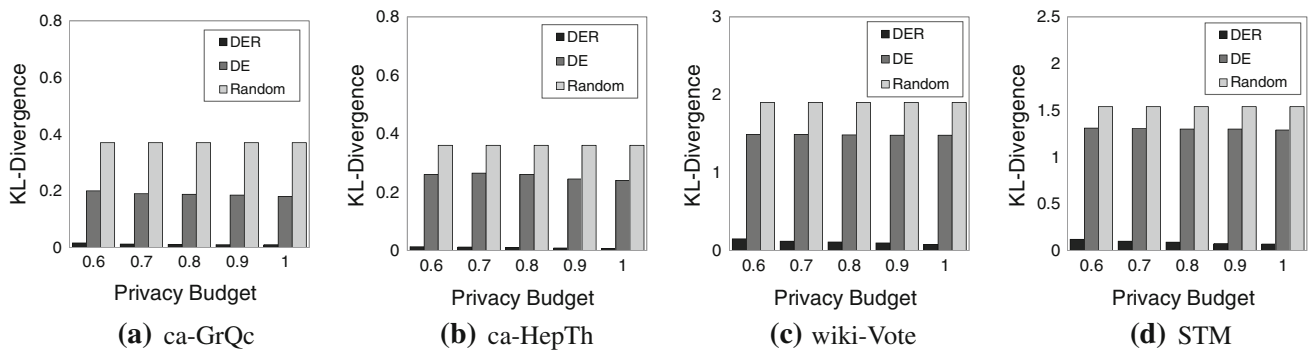 0.8
0.6
0.4
0.2
0
KL-Divergence
DER
DE
Random
0.6 0.7 0.8 0.9 1
Privacy Budget
(a) ca-GrQc
0.8
0.6
0.4
0.2
0
KL-Divergence
DER
DE
Random
0.6 0.7 0.8 0.9 1
Privacy Budget
(b) ca-HepTh
3
2
1
0
KL-Divergence
DER
DE
Random
0.6 0.7 0.8 0.9 1
Privacy Budget
(c) wiki-Vote
2.5
2
1.5
1
0.5
0
KL-Divergence
DER
DE
Random
0.6 0.7 0.8 0.9 1
Privacy Budget
(d) STM